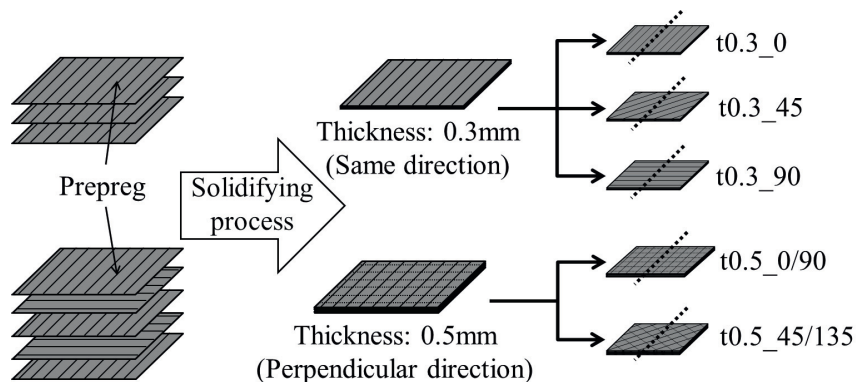 Prepreg
Solidifying
process
Thickness: 0.3mm
(Same direction)
Thickness: 0.5mm
(Perpendicular direction)
t0.3_0
t0.3_45
t0.3_90
t0.5_0/90
t0.5_45/135